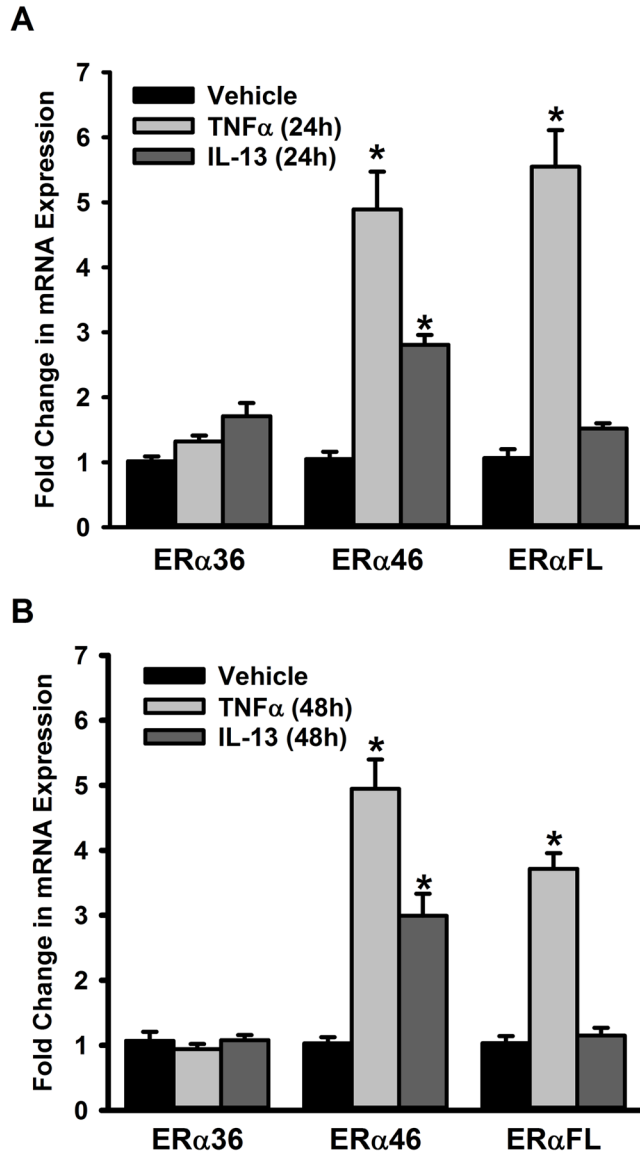 A
Fold Change in mRNA Expression
7
6
5
4
3
2
1
0
Vehicle
TNFα (24h)
IL-13 (24h)
*
*
*
ERα36 ERα46 ERαFL
B
Fold Change in mRNA Expression
7
6
5
4
3
2
1
0
Vehicle
TNFα (48h)
IL-13 (48h)
*
*
*
ERα36 ERα46 ERαFL